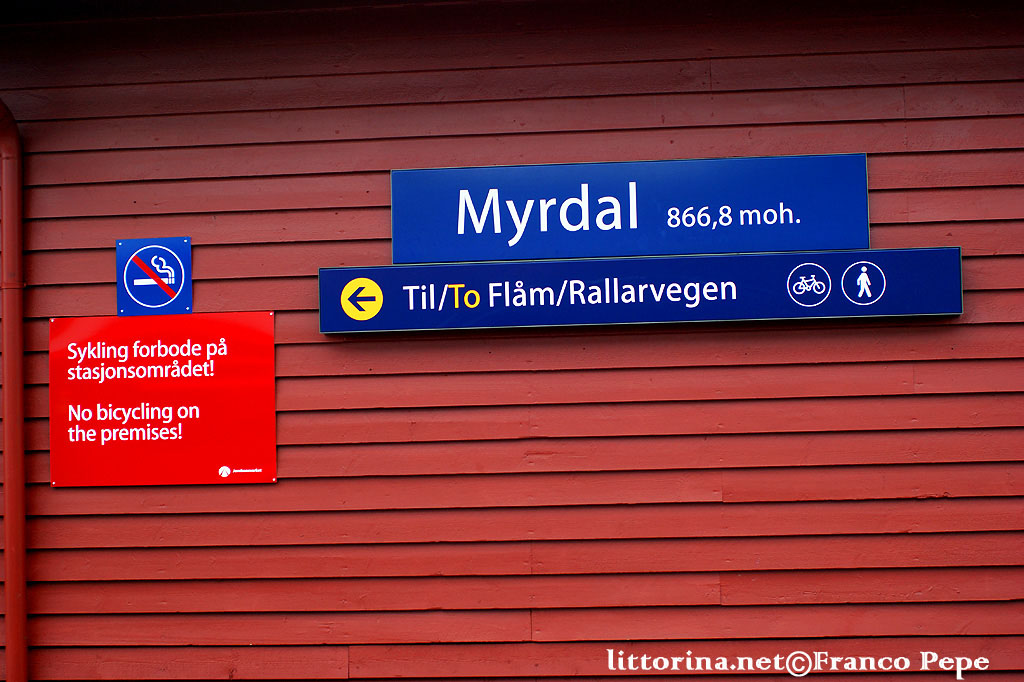 Myrdal 866,8 moh.
Til/To Flåm/Rallarvegen
Sykling forbode på
stasjonsområdet!
No bicycling on
the premises!
Jernbaneverket
littorina.net©Franco Pepe